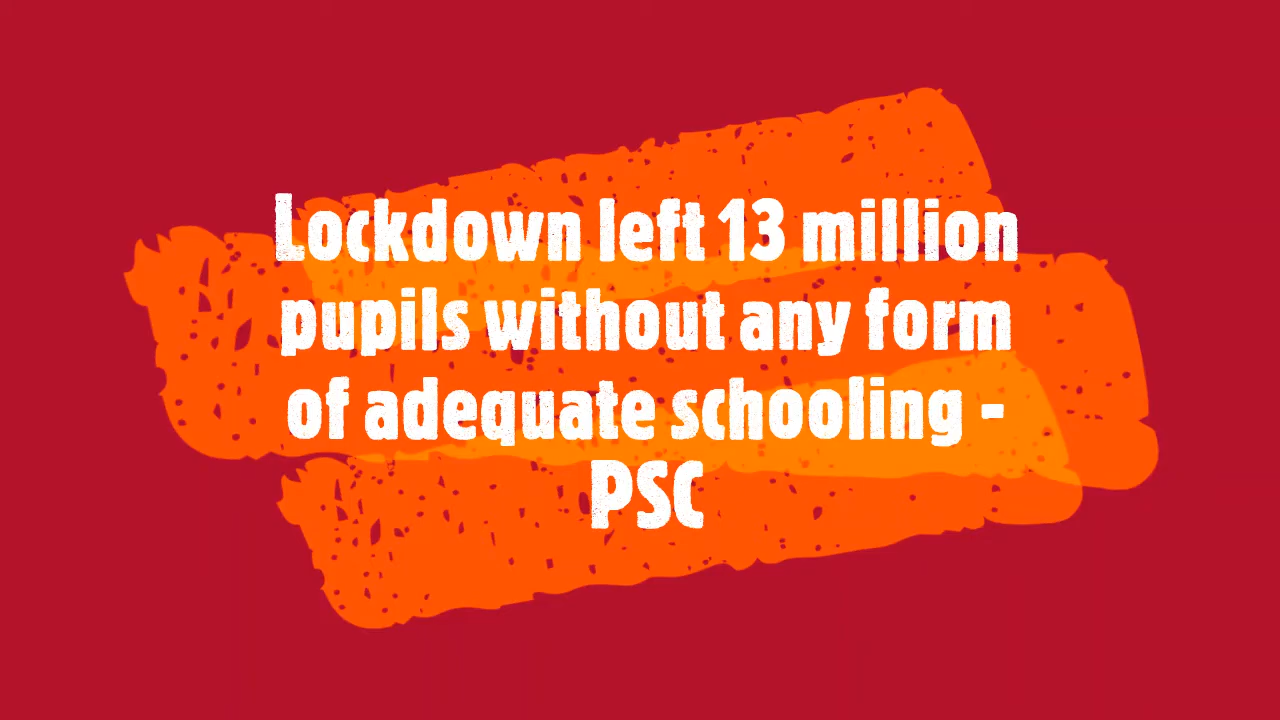 Lockdown left 13 million
pupils without any form
of adequate schooling -
PSC